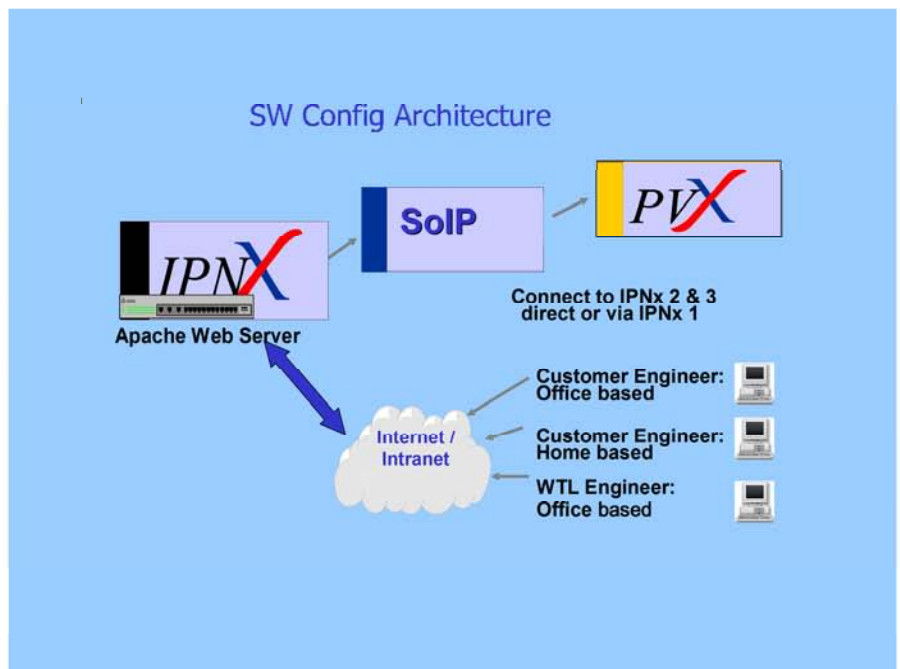 SW Config Architecture
IPNX
SoIP
PVX
Apache Web Server
Connect to IPNx 2 & 3
direct or via IPNx 1
Internet /
Intranet
Customer Engineer:
Office based
Customer Engineer:
Home based
WTL Engineer:
Office based